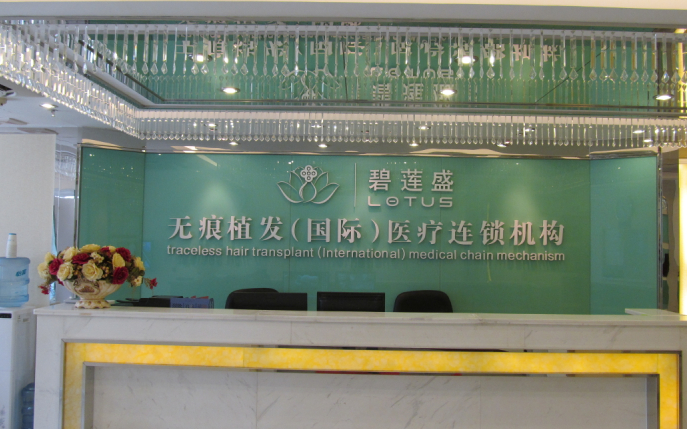 碧莲盛
LOTUS
无痕植发(国际)医疗连锁机构
traceless hair transplant (International) medical chain mechanism